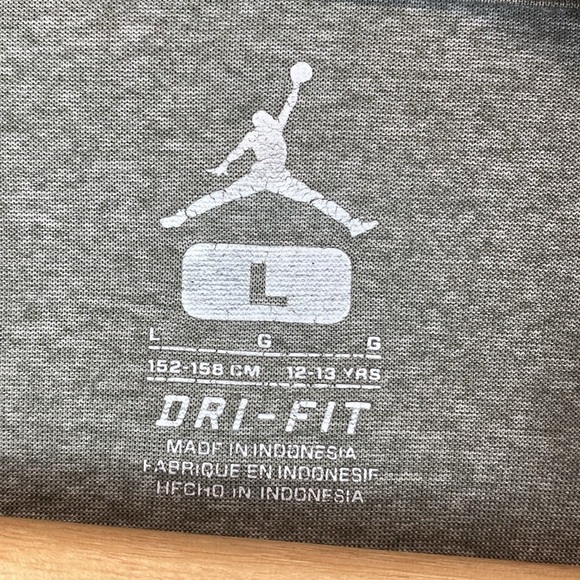 L
L G G
152-158 CM 12-13 YRS
DRI-FIT
MADE IN INDONESIA
FABRIQUE EN INDONESIE
HECHO IN INDONESIA